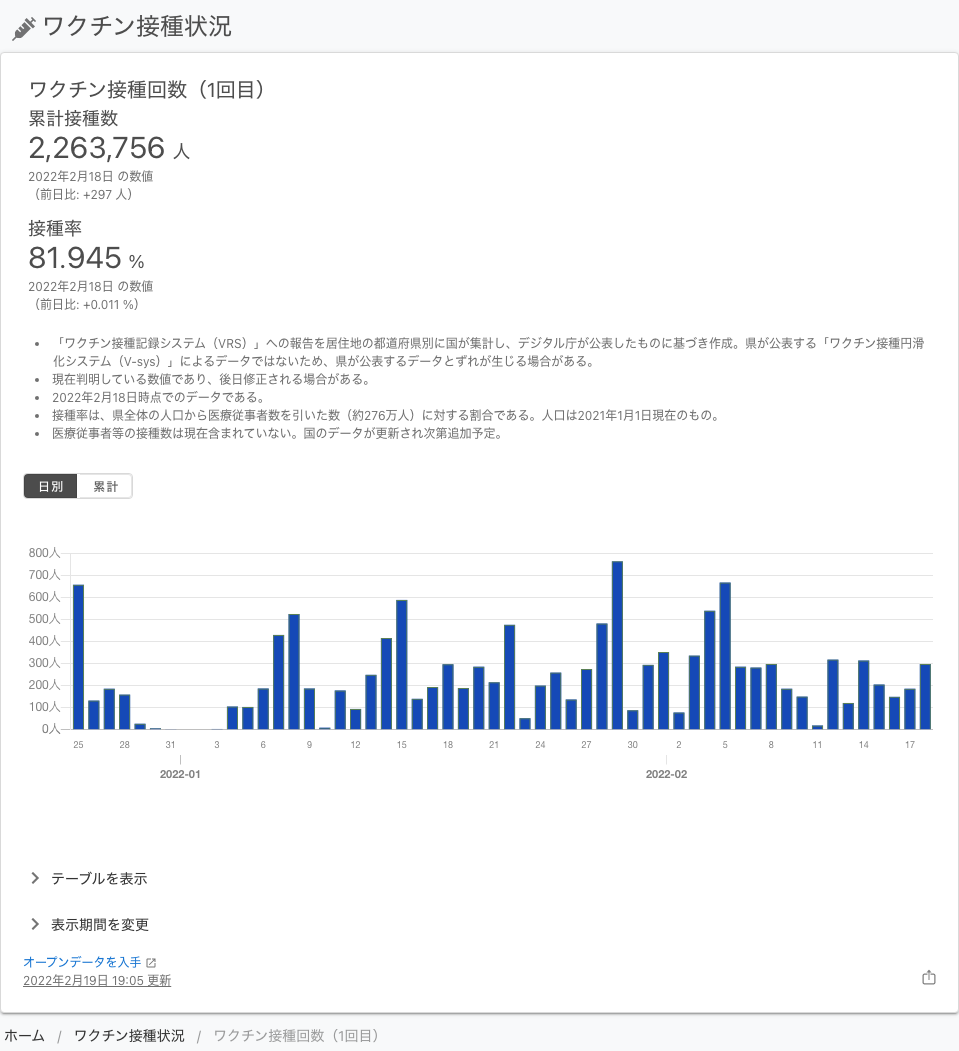 ワクチン接種状況
ワクチン接種回数（1回目）
累計接種数
2,263,756 人
2022年2月18日 の数値
（前日比: +297 人）
接種率
81.945 %
2022年2月18日 の数値
（前日比: +0.011 %）
• 「ワクチン接種記録システム（VRS）」への報告を居住地の都道府県別に国が集計し、デジタル庁が公表したものに基づき作成。県が公表する「ワクチン接種円滑
化システム（V-sys）」によるデータではないため、県が公表するデータとずれが生じる場合がある。
• 現在判明している数値であり、後日修正される場合がある。
• 2022年2月18日時点でのデータである。
• 接種率は、県全体の人口から医療従事者数を引いた数（約276万人）に対する割合である。人口は2021年1月1日現在のもの。
• 医療従事者等の接種数は現在含まれていない。国のデータが更新され次第追加予定。
日別 累計
800人
700人
600人
500人
400人
300人
200人
100人
0人
25 28 31 3 6 9 12 15 18 21 24 27 30 2 5 8 11 14 17
2022-01 2022-02
テーブルを表示
表示期間を変更
オープンデータを入手
2022年2月19日 19:05 更新
ホーム / ワクチン接種状況 / ワクチン接種回数（1回目）